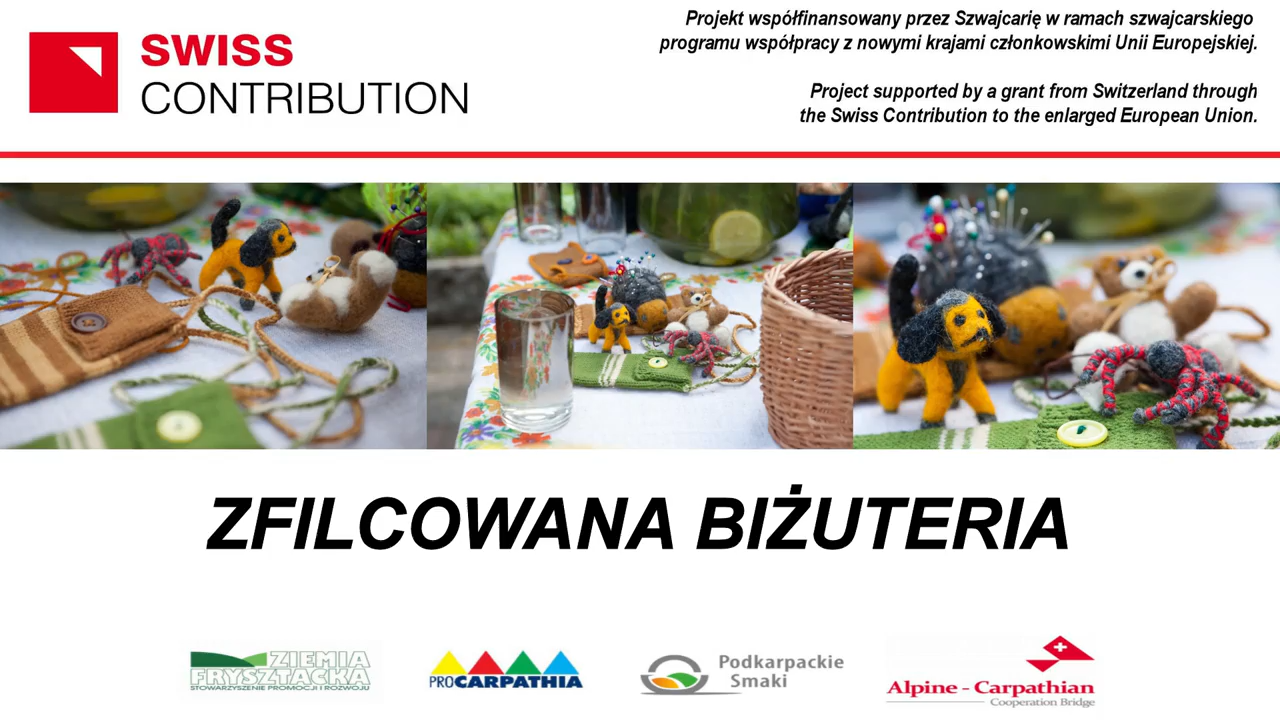 SWISS
CONTRIBUTION
Projekt współfinansowany przez Szwajcarię w ramach szwajcarskiego
programu współpracy z nowymi krajami członkowskimi Unii Europejskiej.
Project supported by a grant from Switzerland through
the Swiss Contribution to the enlarged European Union.
ZFILCOWANA BIŻUTERIA
ZIEMIA
FRYSZTACKA
STOWARZYSZENIE PROMOCJI I ROZWOJU
PROCARPATHIA
Podkarpackie
Smaki
Alpine - Carpathian
Cooperation Bridge